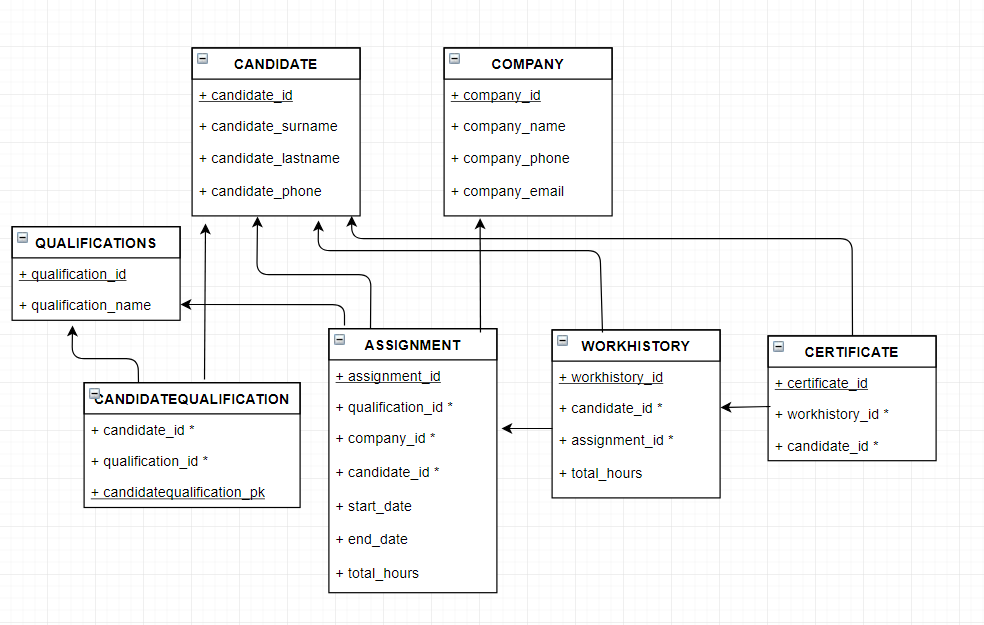 CANDIDATE
+ candidate_id
+ candidate_surname
+ candidate_lastname
+ candidate_phone
COMPANY
+ company_id
+ company_name
+ company_phone
+ company_email
QUALIFICATIONS
+ qualification_id
+ qualification_name
CANDIDATEQUALIFICATION
+ candidate_id *
+ qualification_id *
+ candidatequalification_pk
ASSIGNMENT
+ assignment_id
+ qualification_id *
+ company_id *
+ candidate_id *
+ start_date
+ end_date
+ total_hours
WORKHISTORY
+ workhistory_id
+ candidate_id *
+ assignment_id *
+ total_hours
CERTIFICATE
+ certificate_id
+ workhistory_id *
+ candidate_id *